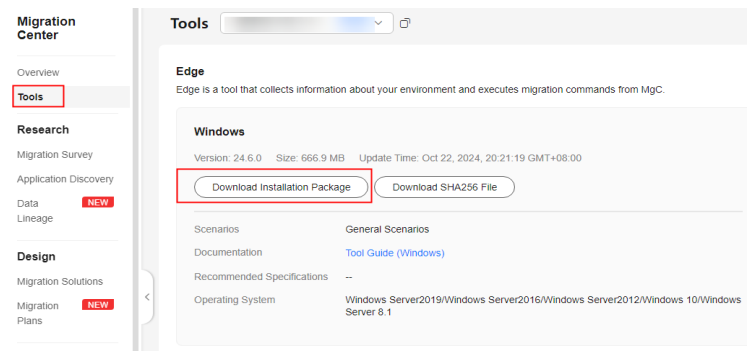 Migration
Center
Overview
Tools
Research
Migration Survey
Application Discovery
Data
Lineage
NEW
Design
Migration Solutions
Migration
Plans
NEW
Tools
Edge
Edge is a tool that collects information about your environment and executes migration commands from MgC.
Windows
Version: 24.6.0 Size: 666.9 MB Update Time: Oct 22, 2024, 20:21:19 GMT+08:00
Download Installation Package Download SHA256 File
Scenarios General Scenarios
Documentation Tool Guide (Windows)
Recommended Specifications --
Operating System Windows Server2019/Windows Server2016/Windows Server2012/Windows 10/Windows
Server 8.1